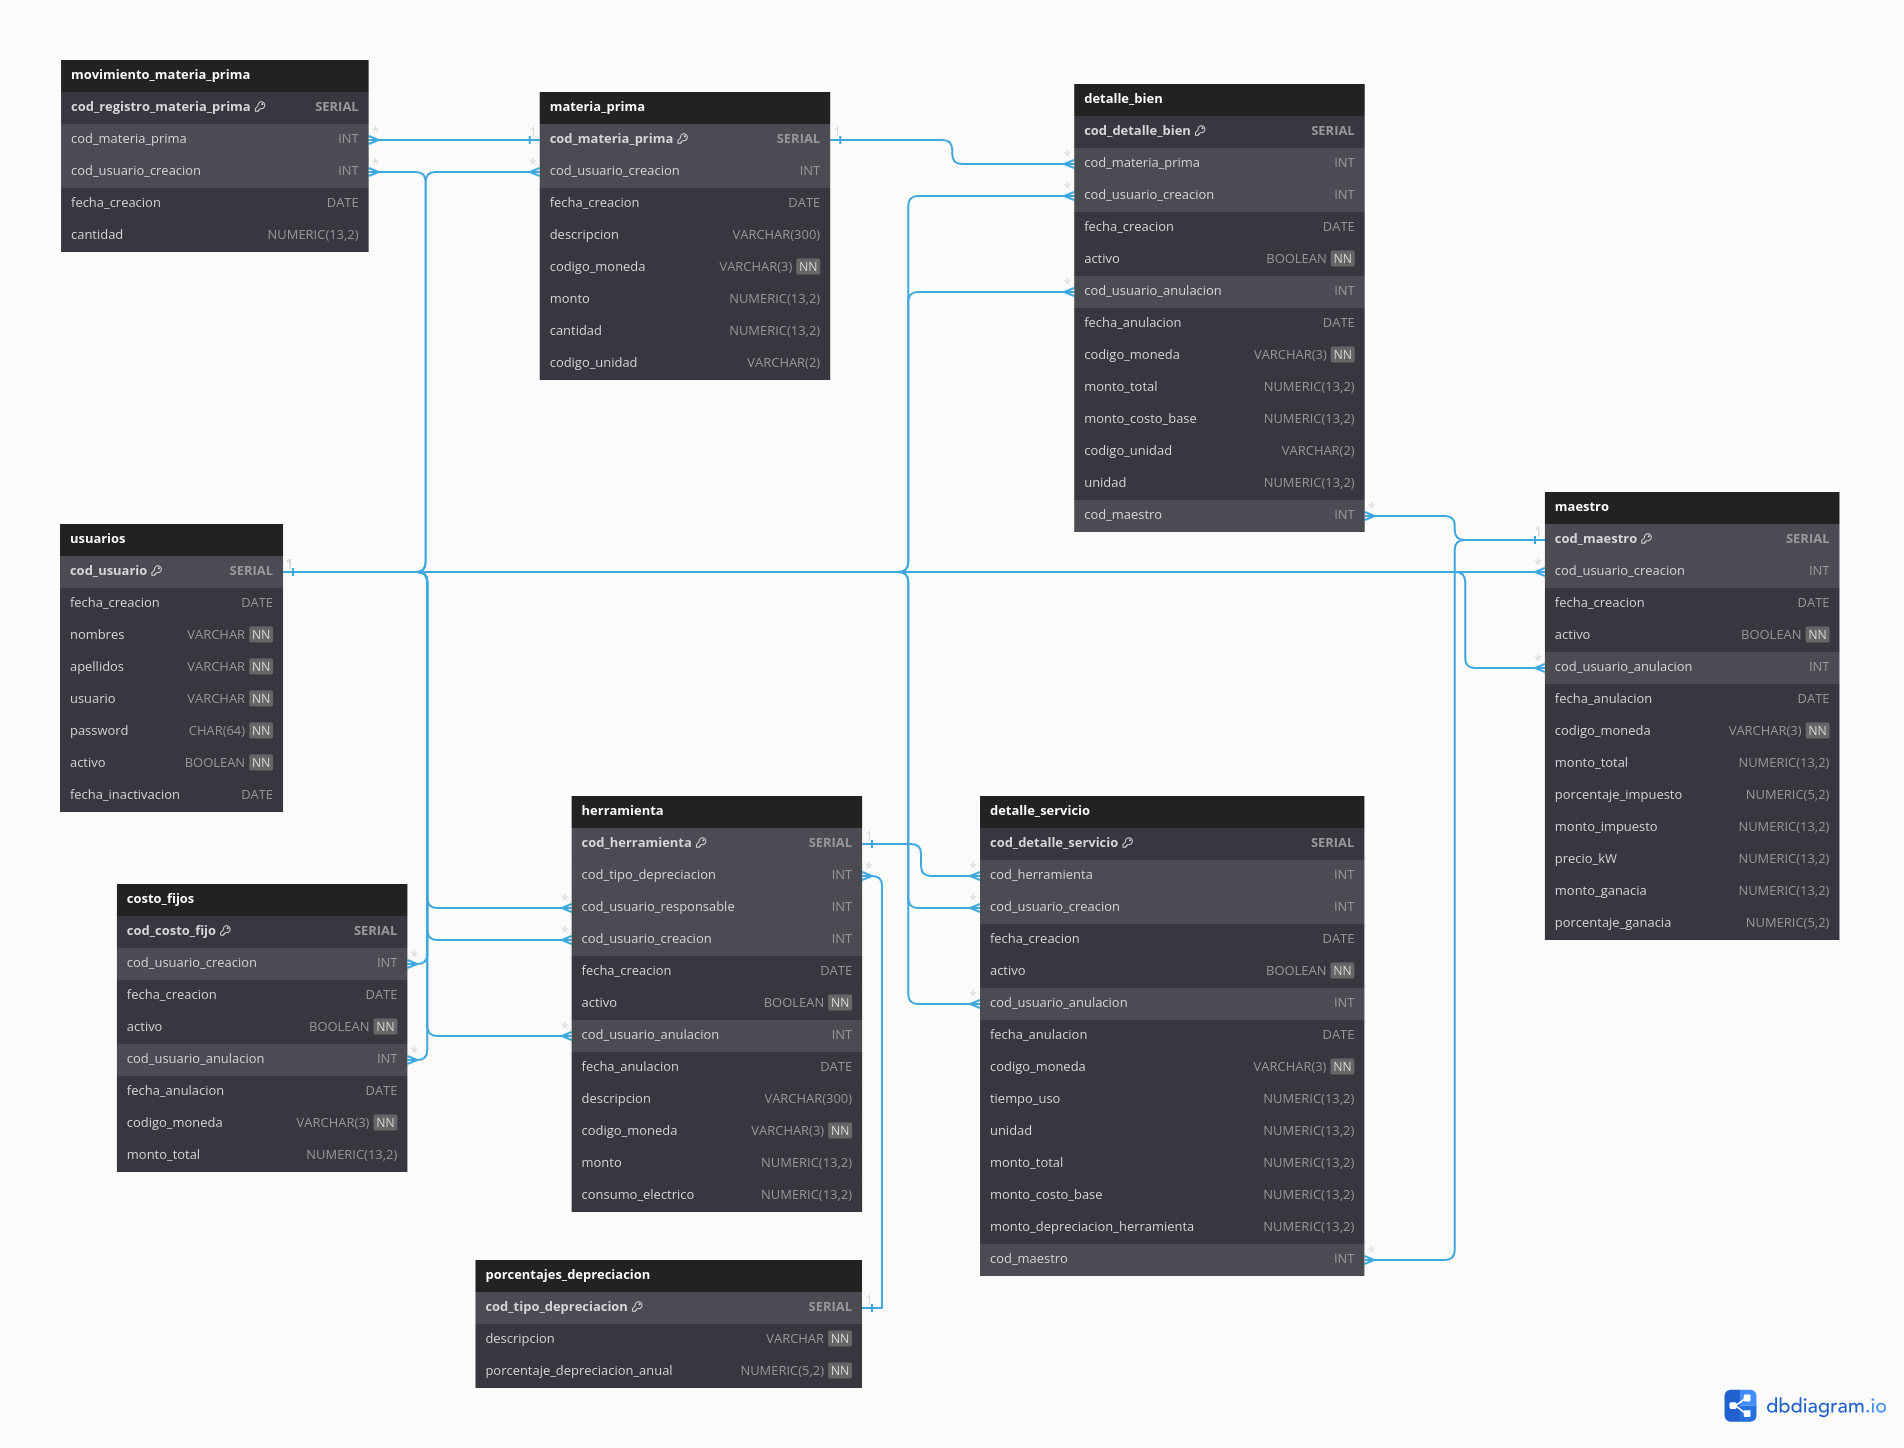 movimiento_materia_prima
cod_registro_materia_prima SERIAL
cod_materia_prima INT
cod_usuario_creacion INT
fecha_creacion DATE
cantidad NUMERIC(13,2)
materia_prima
cod_materia_prima SERIAL
cod_usuario_creacion INT
fecha_creacion DATE
descripcion VARCHAR(300)
codigo_moneda VARCHAR(3) NN
monto NUMERIC(13,2)
cantidad NUMERIC(13,2)
codigo_unidad VARCHAR(2)
detalle_bien
cod_detalle_bien SERIAL
cod_materia_prima INT
cod_usuario_creacion INT
fecha_creacion DATE
activo BOOLEAN NN
cod_usuario_anulacion INT
fecha_anulacion DATE
codigo_moneda VARCHAR(3) NN
monto_total NUMERIC(13,2)
monto_costo_base NUMERIC(13,2)
codigo_unidad VARCHAR(2)
unidad NUMERIC(13,2)
cod_maestro INT
usuarios
cod_usuario SERIAL
fecha_creacion DATE
nombres VARCHAR NN
apellidos VARCHAR NN
usuario VARCHAR NN
password CHAR(64) NN
activo BOOLEAN NN
fecha_inactivacion DATE
maestro
cod_maestro SERIAL
cod_usuario_creacion INT
fecha_creacion DATE
activo BOOLEAN NN
cod_usuario_anulacion INT
fecha_anulacion DATE
codigo_moneda VARCHAR(3) NN
monto_total NUMERIC(13,2)
porcentaje_impuesto NUMERIC(5,2)
monto_impuesto NUMERIC(13,2)
precio_kW NUMERIC(13,2)
monto_ganacia NUMERIC(13,2)
porcentaje_ganacia NUMERIC(5,2)
costo_fijos
cod_costo_fijo SERIAL
cod_usuario_creacion INT
fecha_creacion DATE
activo BOOLEAN NN
cod_usuario_anulacion INT
fecha_anulacion DATE
codigo_moneda VARCHAR(3) NN
monto_total NUMERIC(13,2)
herramienta
cod_herramienta SERIAL
cod_tipo_depreciacion INT
cod_usuario_responsable INT
cod_usuario_creacion INT
fecha_creacion DATE
activo BOOLEAN NN
cod_usuario_anulacion INT
fecha_anulacion DATE
descripcion VARCHAR(300)
codigo_moneda VARCHAR(3) NN
monto NUMERIC(13,2)
consumo_electrico NUMERIC(13,2)
detalle_servicio
cod_detalle_servicio SERIAL
cod_herramienta INT
cod_usuario_creacion INT
fecha_creacion DATE
activo BOOLEAN NN
cod_usuario_anulacion INT
fecha_anulacion DATE
codigo_moneda VARCHAR(3) NN
tiempo_uso NUMERIC(13,2)
unidad NUMERIC(13,2)
monto_total NUMERIC(13,2)
monto_costo_base NUMERIC(13,2)
monto_depreciacion_herramienta NUMERIC(13,2)
cod_maestro INT
porcentajes_depreciacion
cod_tipo_depreciacion SERIAL
descripcion VARCHAR NN
porcentaje_depreciacion_anual NUMERIC(5,2) NN
dbdiagram.io